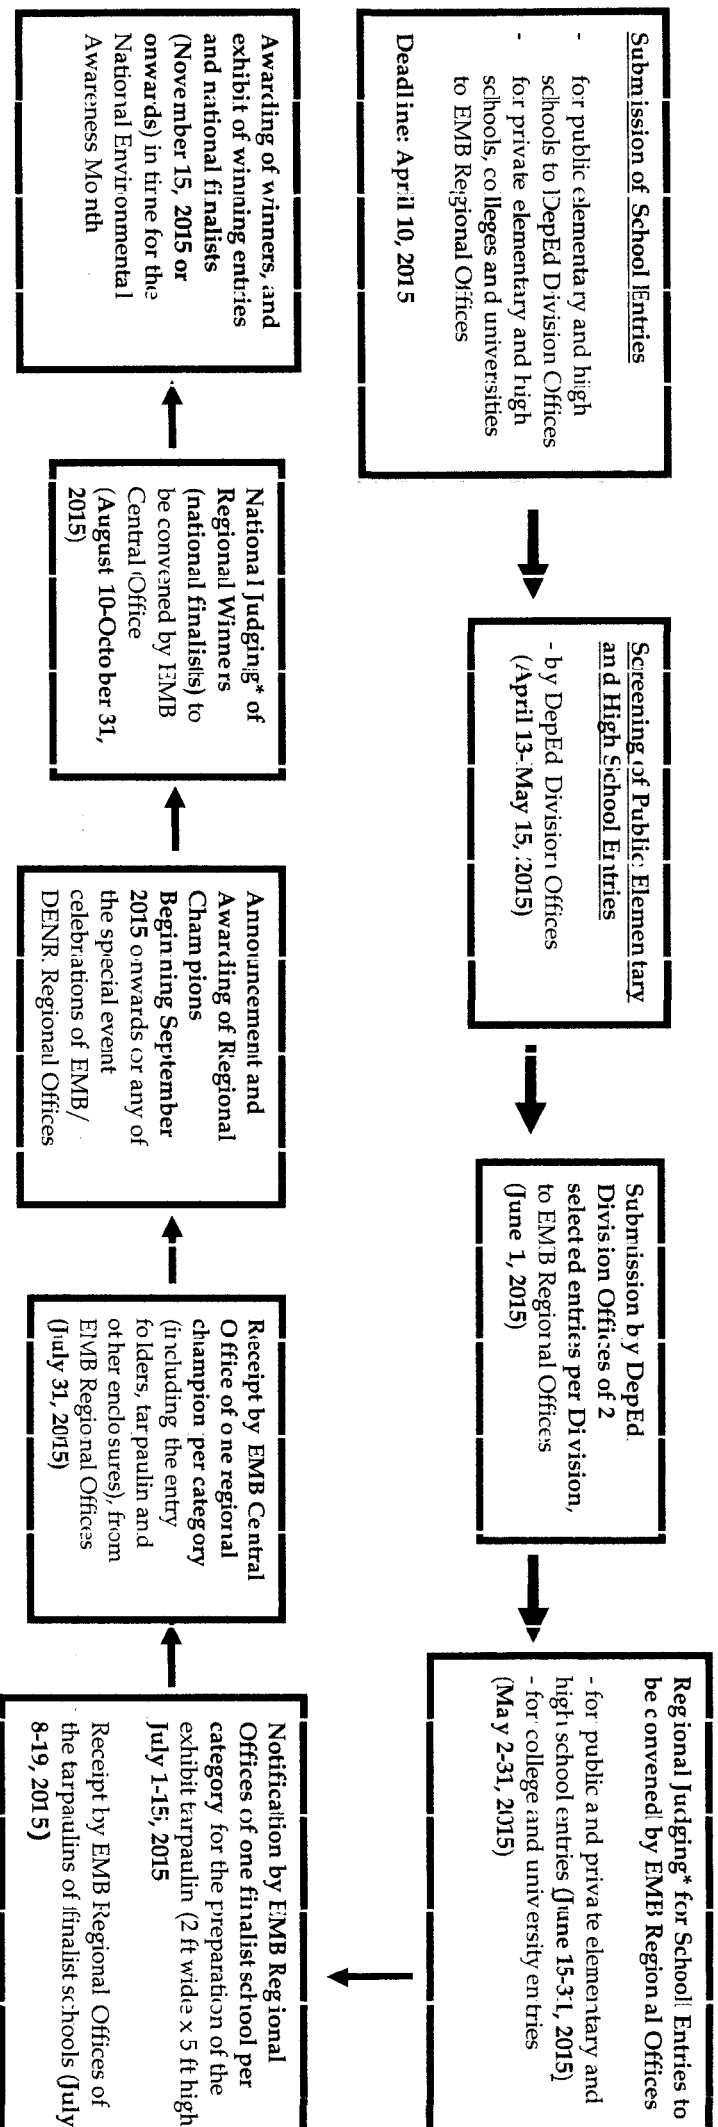 Submission of School Entries
- for public elementary and high
schools to DepEd Division Offices
- for private elementary and high
schools, colleges and universities
to EMB Regional Offices
Deadline: April 10, 2015
Screening of Public Elementary
and High School Entries
- by DepEd Division Offices
(April 13-May 15, 2015)
Submission by DepEd
Division Offices of 2
selected entries per Division,
to EMB Regional Offices
(June 1, 2015)
Regional Judging* for School Entries to
be convened by EMB Regional Offices
- for public and private elementary and
high school entries (June 15-31, 2015)
- for college and university entries
(May 2-31, 2015)
Notification by EMB Regional
Offices of one finalist school per
category for the preparation of the
exhibit tarpaulin (2 ft wide x 5 ft high
July 1-15, 2015
Receipt by EMB Regional Offices of
the tarpaulins of finalist schools (July
8-19, 2015)
Receipt by EMB Central
Office of one regional
champion per category
(including the entry
folders, tarpaulin and
other enclosures), from
EMB Regional Offices
(July 31, 2015)
Announcement and
Awarding of Regional
Champions
Beginning September
2015 onwards or any of
the special event
celebrations of EMB/
DENR Regional Offices
National Judging* of
Regional Winners
(national finalists) to
be convened by EMB
Central Office
(August 10-October 31,
2015)
Awarding of winners, and
exhibit of winning entries
and national finalists
(November 15, 2015 or
onwards) in time for the
National Environmental
Awareness Month